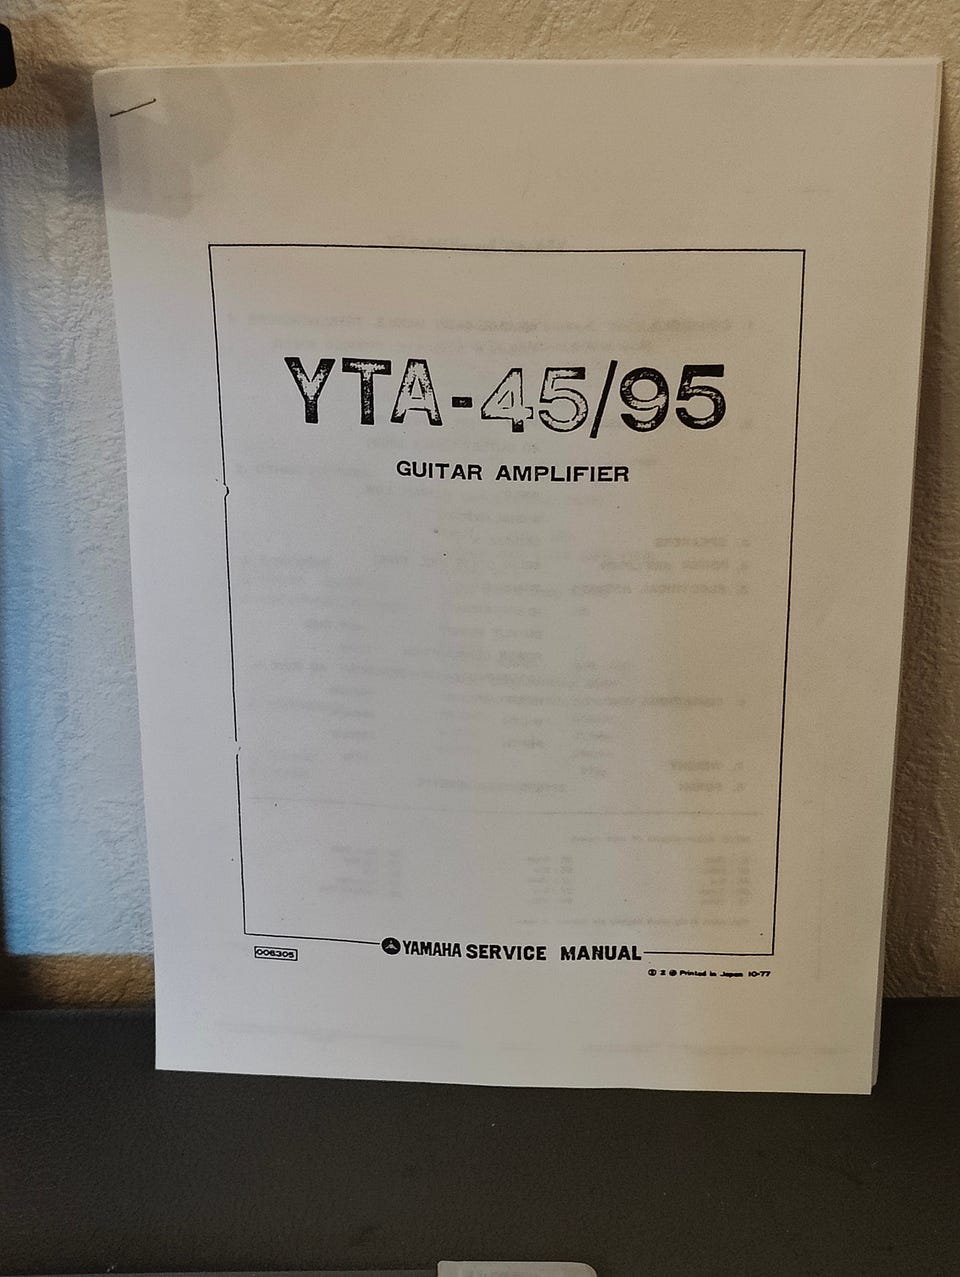 YTA-45/95
GUITAR AMPLIFIER
YAMAHA SERVICE MANUAL
006305
Printed in Japan 10-77